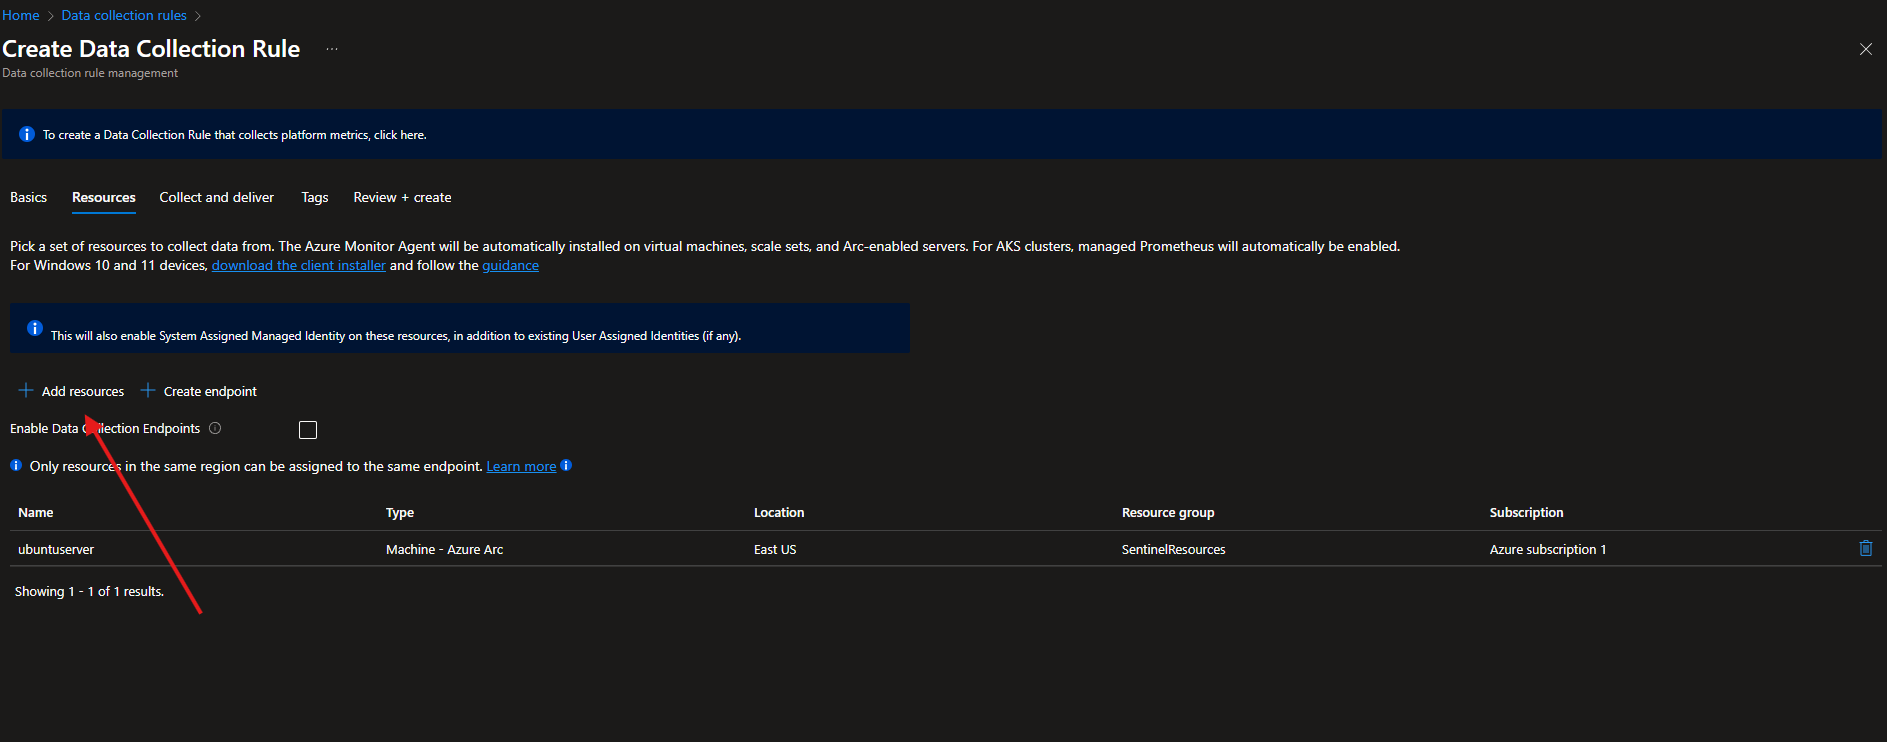 Home > Data collection rules >
Create Data Collection Rule ...
Data collection rule management
To create a Data Collection Rule that collects platform metrics, click here.
Basics Resources Collect and deliver Tags Review + create
Pick a set of resources to collect data from. The Azure Monitor Agent will be automatically installed on virtual machines, scale sets, and Arc-enabled servers. For AKS clusters, managed Prometheus will automatically be enabled.
For Windows 10 and 11 devices, download the client installer and follow the guidance
This will also enable System Assigned Managed Identity on these resources, in addition to existing User Assigned Identities (if any).
+ Add resources + Create endpoint
Enable Data Collection Endpoints
Only resources in the same region can be assigned to the same endpoint. Learn more
Name Type Location Resource group Subscription
ubuntuserver Machine - Azure Arc East US SentinelResources Azure subscription 1
Showing 1 - 1 of 1 results.